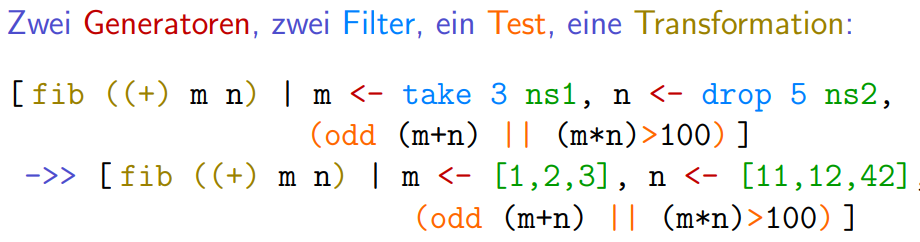 Zwei Generatoren, zwei Filter, ein Test, eine Transformation:
[ fib ((+) m n) | m <- take 3 ns1, n <- drop 5 ns2,
(odd (m+n) || (m*n)>100) ]
->> [ fib ((+) m n) | m <- [1,2,3], n <- [11,12,42],
(odd (m+n) || (m*n)>100) ]